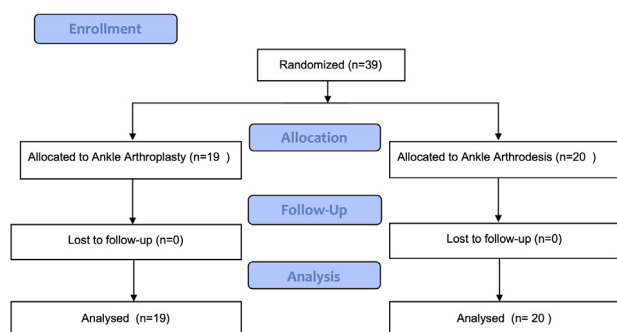 Enrollment
Randomized (n=39)
Allocation
Allocated to Ankle Arthroplasty (n=19 )
Allocated to Ankle Arthrodesis (n=20 )
Follow-Up
Lost to follow-up (n=0)
Lost to follow-up (n=0)
Analysis
Analysed (n=19)
Analysed (n= 20 )